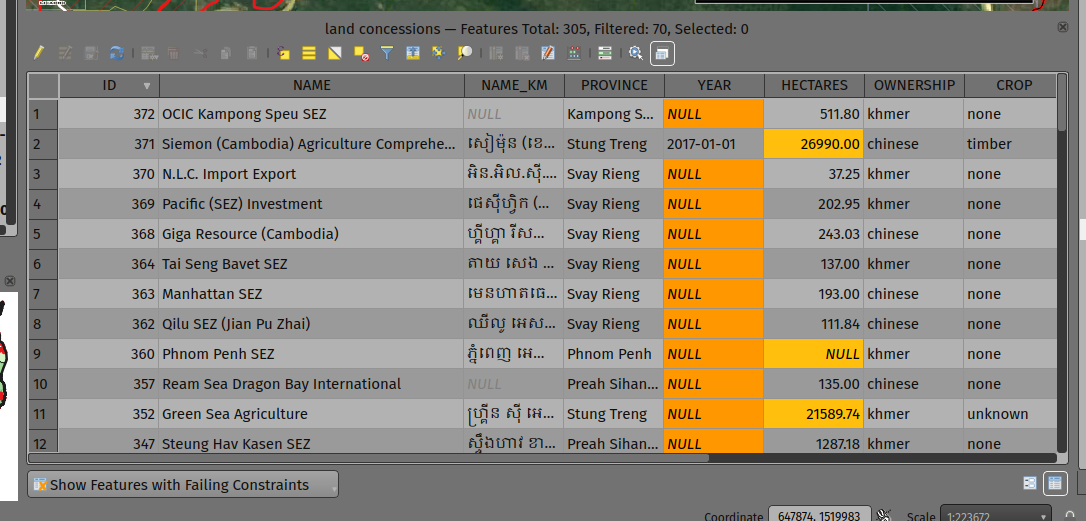 land concessions — Features Total: 305, Filtered: 70, Selected: 0
ID NAME NAME_KM PROVINCE YEAR HECTARES OWNERSHIP CROP
1 372 OCIC Kampong Speu SEZ NULL Kampong S... NULL 511.80 khmer none
2 371 Siemon (Cambodia) Agriculture Comprehe... សៀម៉ុន (ខេ... Stung Treng 2017-01-01 26990.00 chinese timber
3 370 N.L.C. Import Export អិន.អិល.ស៊ី.... Svay Rieng NULL 37.25 khmer none
4 369 Pacific (SEZ) Investment ផេស៊ីហ្វិក (... Svay Rieng NULL 202.95 khmer none
5 368 Giga Resource (Cambodia) ហ្គីហ្គា រីស... Svay Rieng NULL 243.03 chinese none
6 364 Tai Seng Bavet SEZ តាយ សេង ... Svay Rieng NULL 137.00 khmer none
7 363 Manhattan SEZ មេនហាតធេ... Svay Rieng NULL 193.00 chinese none
8 362 Qilu SEZ (Jian Pu Zhai) ឈីលូ អេស... Svay Rieng NULL 111.84 chinese none
9 360 Phnom Penh SEZ ភ្នំពេញ អេ... Phnom Penh NULL NULL khmer none
10 357 Ream Sea Dragon Bay International NULL Preah Sihan... NULL 135.00 chinese none
11 352 Green Sea Agriculture ហ្គ្រីន ស៊ី អេ... Stung Treng NULL 21589.74 khmer unknown
12 347 Steung Hav Kasen SEZ ស្ទឹងហាវ ខា... Preah Sihan... NULL 1287.18 khmer none
Show Features with Failing Constraints
Coordinate 647874, 1519983 Scale 1:223672